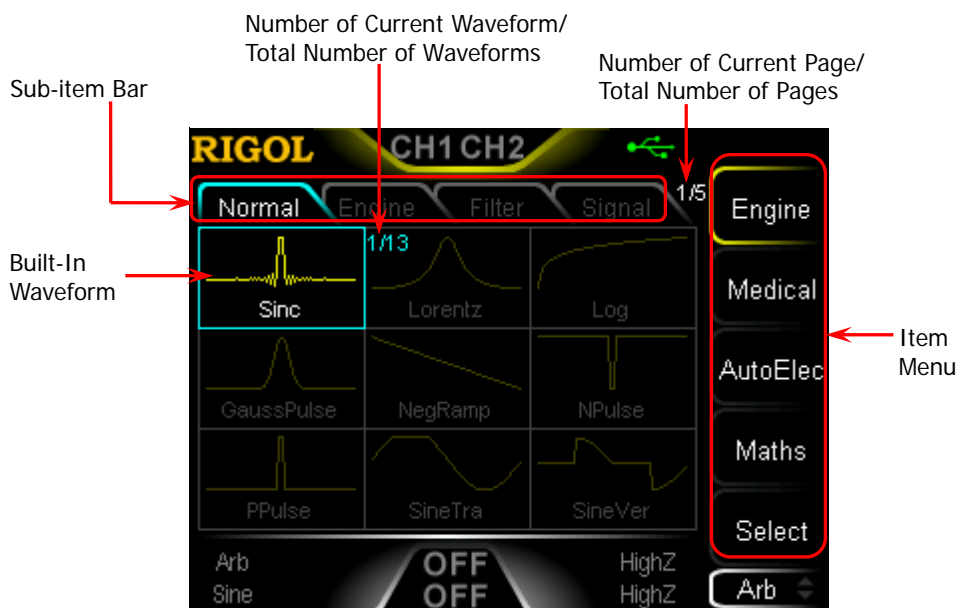 Number of Current Waveform/
Total Number of Waveforms
Number of Current Page/
Total Number of Pages
Sub-item Bar
RIGOL
CH1 CH2
Normal
Engine
Filter
Signal
1/5
Engine
1/13
Built-In
Waveform
Sinc
Lorentz
Log
Medical
Item
Menu
AutoElec
GaussPulse
NegRamp
NPulse
Maths
PPulse
SineTra
SineVer
Select
Arb
OFF
HighZ
Sine
OFF
HighZ
Arb